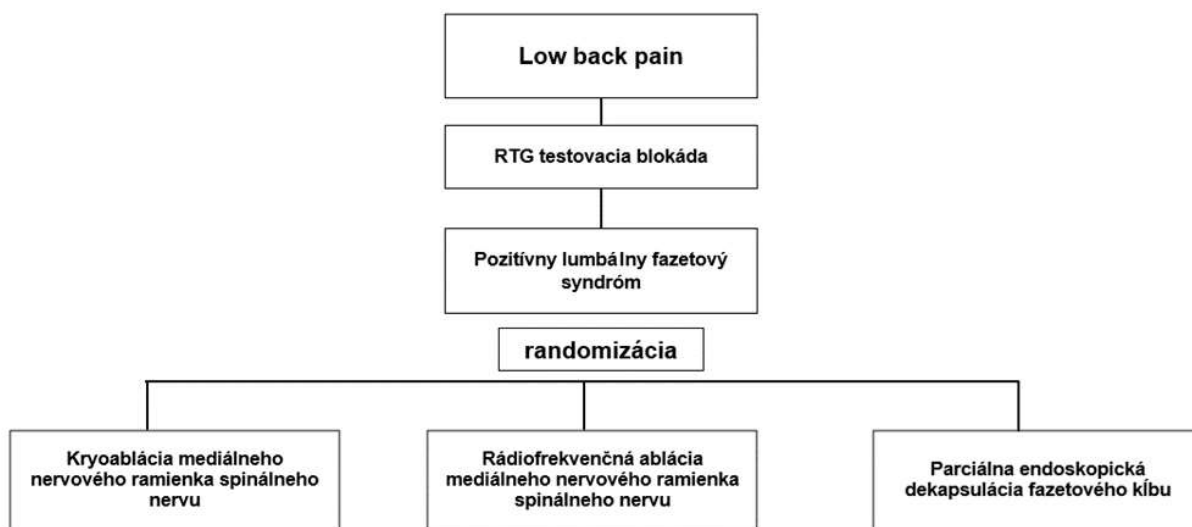 Low back pain
RTG testovacia blokáda
Pozitívny lumbálny fazetový
syndróm
randomizácia
Kryoablácia mediálneho
nervového ramienka spinálneho
nervu
Rádiofrekvenčná ablácia
mediálneho nervového ramienka
spinálneho nervu
Parciálna endoskopická
dekapsulácia fazetového kĺbu